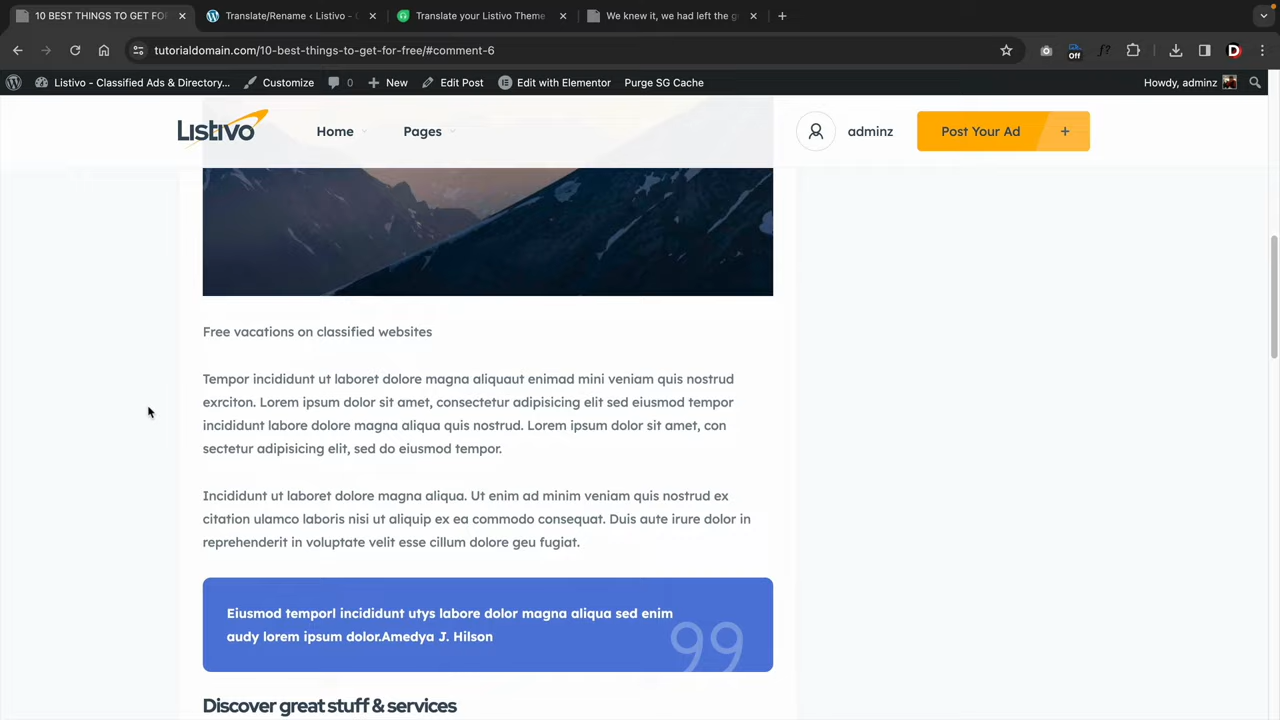 10 BEST THINGS TO GET FO
Translate/Rename ‹ Listivo -
Translate your Listivo Theme
We knew it, we had left the g
tutorialdomain.com/10-best-things-to-get-for-free/#comment-6
Off
f?
D
Listivo - Classified Ads & Directory...
Customize
0
New
Edit Post
Edit with Elementor
Purge SG Cache
Howdy, adminz
Listivo
Home
Pages
adminz
Post Your Ad
+
Free vacations on classified websites
Tempor incididunt ut laboret dolore magna aliquaut enimad mini veniam quis nostrud
exrciton. Lorem ipsum dolor sit amet, consectetur adipisicing elit sed eiusmod tempor
incididunt labore dolore magna aliqua quis nostrud. Lorem ipsum dolor sit amet, con
sectetur adipisicing elit, sed do eiusmod tempor.
Incididunt ut laboret dolore magna aliqua. Ut enim ad minim veniam quis nostrud ex
citation ulamco laboris nisi ut aliquip ex ea commodo consequat. Duis aute irure dolor in
reprehenderit in voluptate velit esse cillum dolore geu fugiat.
Eiusmod temporl incididunt utys labore dolor magna aliqua sed enim
audy lorem ipsum dolor.Amedya J. Hilson
Discover great stuff & services